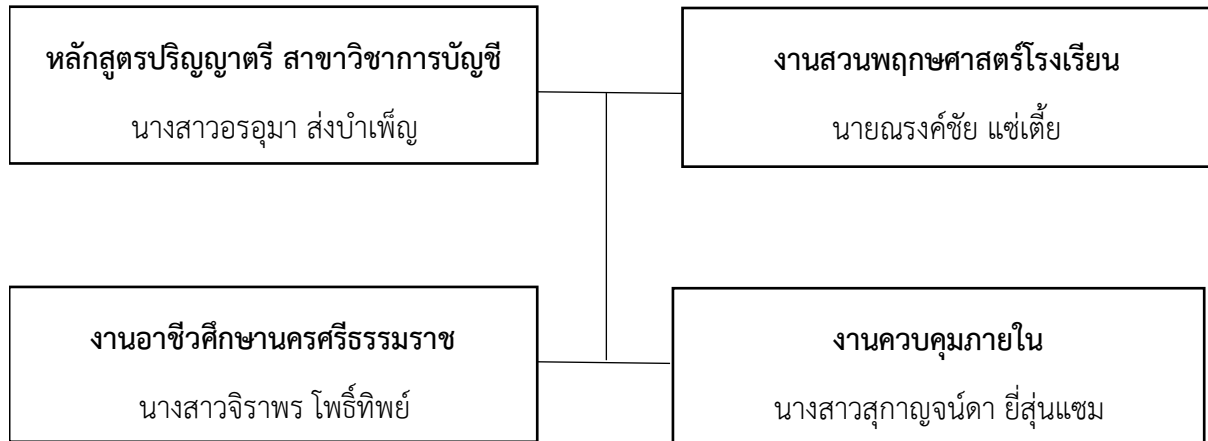 หลักสูตรปริญญาตรี สาขาวิชาการบัญชี
นางสาวอรอุมา ส่งบำเพ็ญ
งานสวนพฤกษศาสตร์โรงเรียน
นายณรงค์ชัย แซ่เตี้ย
งานอาชีวศึกษานครศรีธรรมราช
นางสาวจิราพร โพธิ์ทิพย์
งานควบคุมภายใน
นางสาวสุกาญจน์ดา ยี่สุ่นแซม